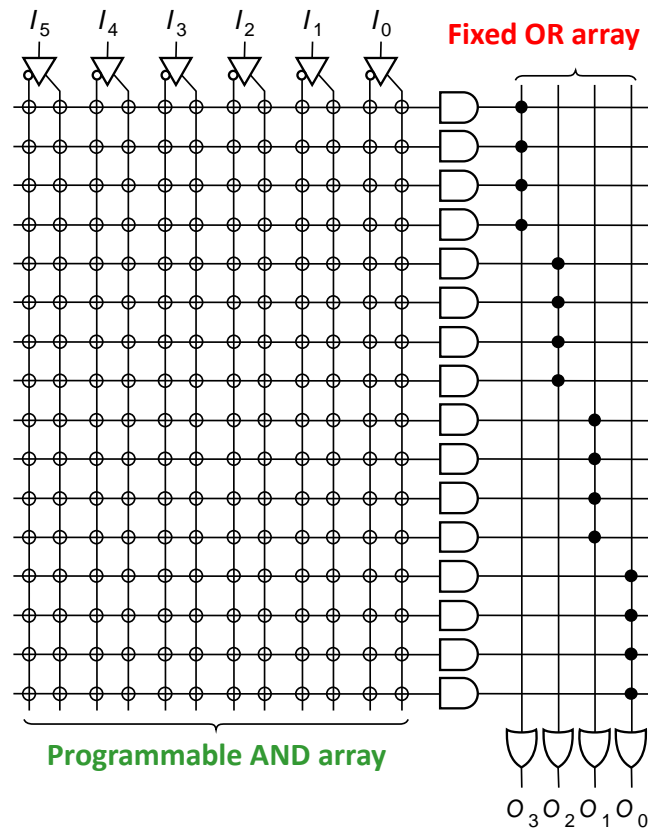 I5 I4 I3 I2 I1 I0
Fixed OR array
Programmable AND array
O3 O2 O1 O0